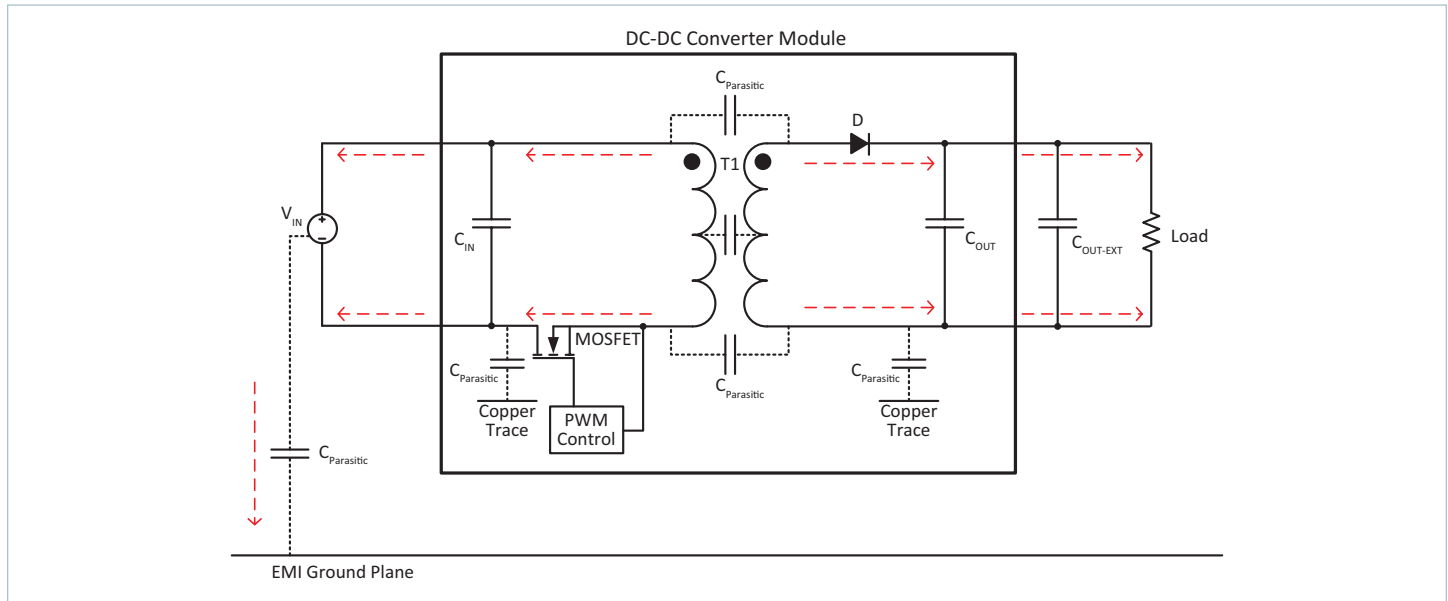 DC-DC Converter Module
CParasitic
D
T1
VIN
+
−
CIN
COUT
COUT-EXT
Load
MOSFET
CParasitic
CParasitic
CParasitic
Copper
Trace
PWM
Control
Copper
Trace
CParasitic
EMI Ground Plane